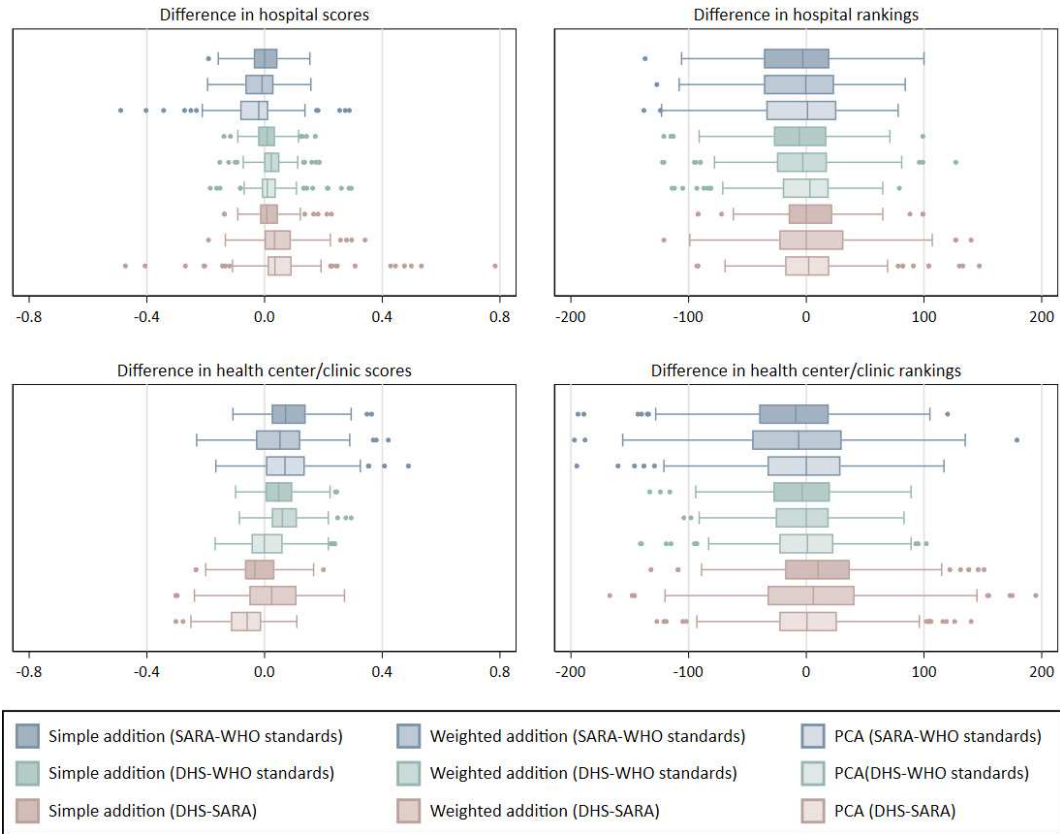 Difference in hospital scores
Difference in hospital rankings
-0.8 -0.4 0.0 0.4 0.8
-200 -100 0 100 200
Difference in health center/clinic scores
Difference in health center/clinic rankings
-0.8 -0.4 0.0 0.4 0.8
-200 -100 0 100 200
Simple addition (SARA-WHO standards) Weighted addition (SARA-WHO standards) PCA (SARA-WHO standards)
Simple addition (DHS-WHO standards) Weighted addition (DHS-WHO standards) PCA(DHS-WHO standards)
Simple addition (DHS-SARA) Weighted addition (DHS-SARA) PCA (DHS-SARA)